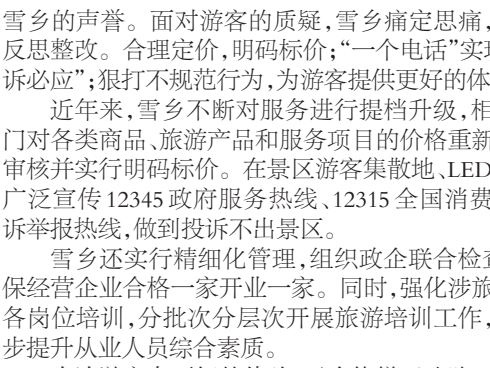 雪乡的声誉。面对游客的质疑,雪乡痛定思痛,
反思整改。合理定价,明码标价;“一个电话”实
诉必应”;狠打不规范行为,为游客提供更好的体
近年来,雪乡不断对服务进行提档升级,相
门对各类商品、旅游产品和服务项目的价格重新
审核并实行明码标价。在景区游客集散地、LED
广泛宣传12345政府服务热线、12315全国消费
诉举报热线,做到投诉不出景区。
雪乡还实行精细化管理,组织政企联合检查
保经营企业合格一家开业一家。同时,强化涉旅
各岗位培训,分批次分层次开展旅游培训工作,
步提升从业人员综合素质。